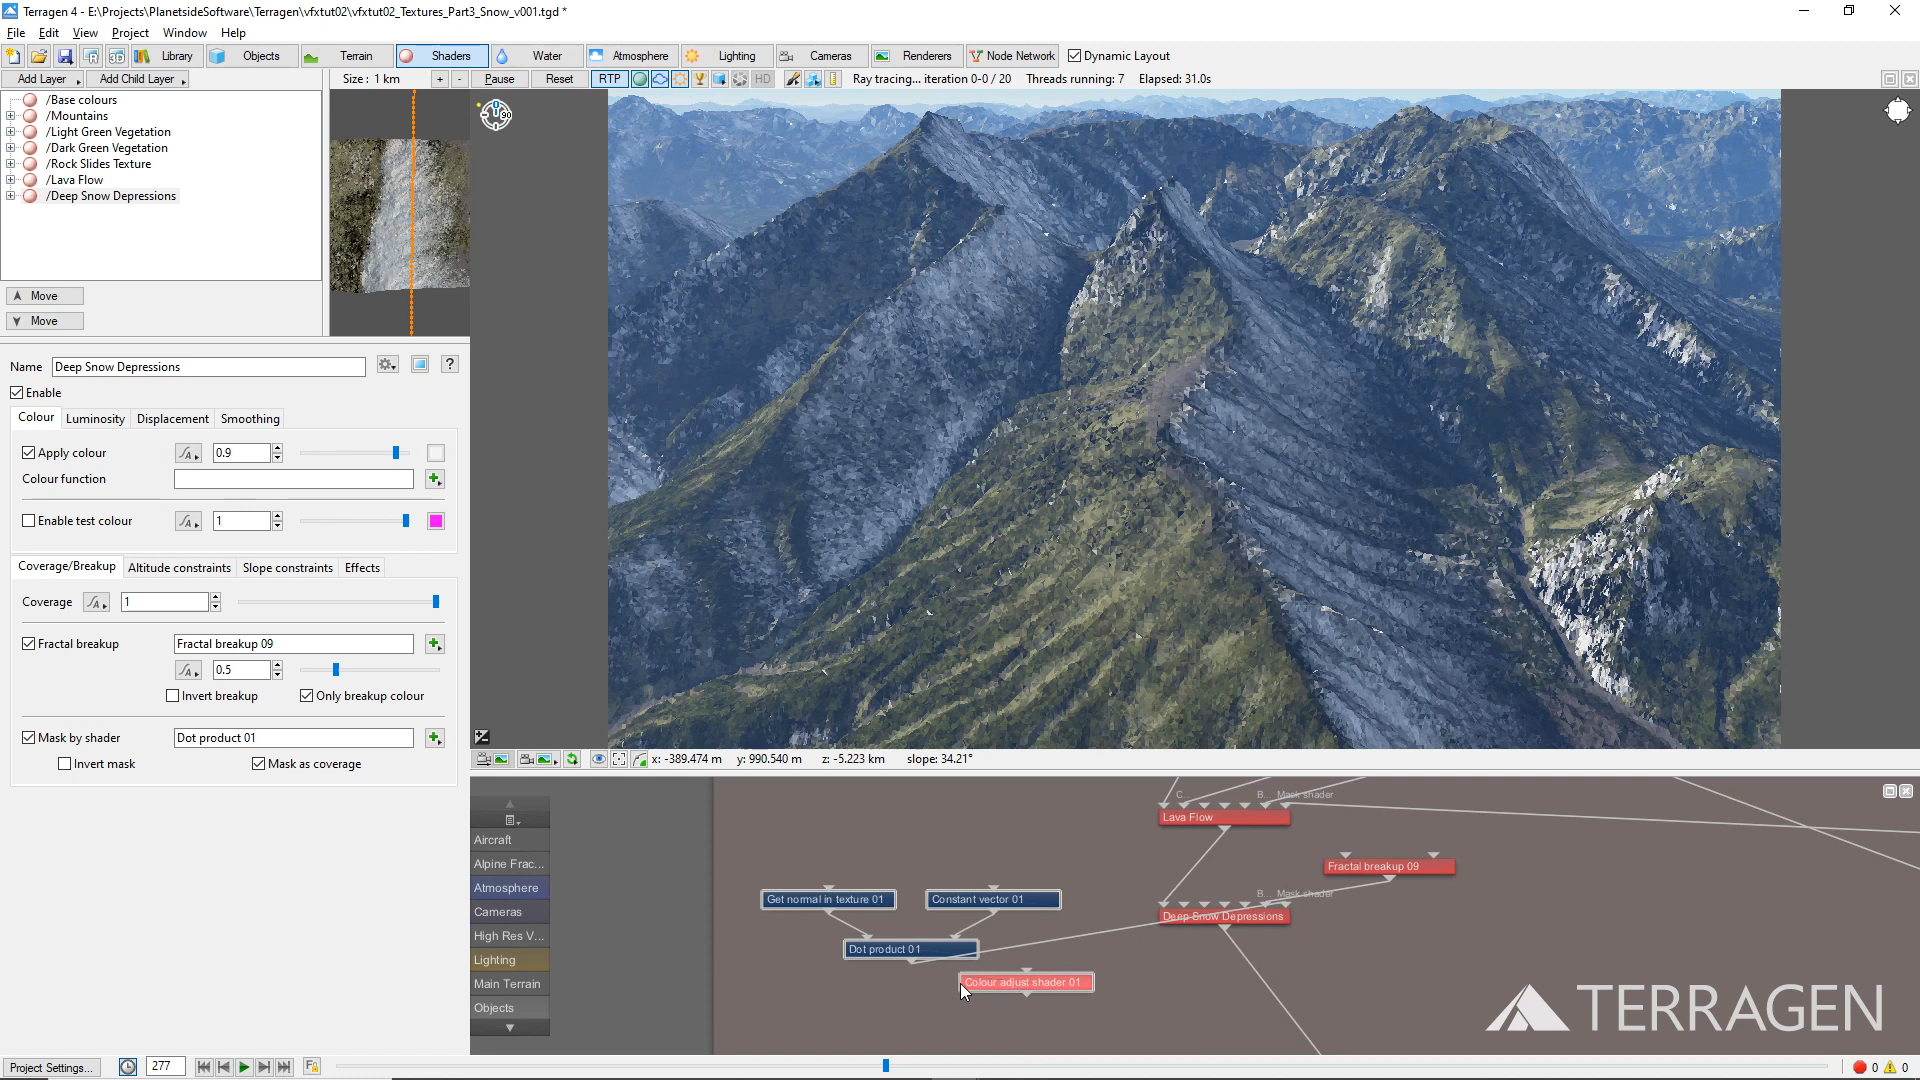 Terragen 4 - E:\Projects\PlanetsideSoftware\Terragen\vfxtut02\vfxtut02_Textures_Part3_Snow_v001.tgd *
File Edit View Project Window Help
Library Objects Terrain Shaders Water Atmosphere Lighting Cameras Renderers Node Network Dynamic Layout
Add Layer Add Child Layer Size : 1 km + - Pause Reset RTP HD Ray tracing... iteration 0-0 / 20 Threads running: 7 Elapsed: 31.0s
/Base colours
/Mountains
/Light Green Vegetation
/Dark Green Vegetation
/Rock Slides Texture
/Lava Flow
/Deep Snow Depressions
Move
Move
Name Deep Snow Depressions ?
Enable
Colour Luminosity Displacement Smoothing
Apply colour 0.9
Colour function
Enable test colour 1
Coverage/Breakup Altitude constraints Slope constraints Effects
Coverage 1
Fractal breakup Fractal breakup 09
0.5
Invert breakup Only breakup colour
Mask by shader Dot product 01
Invert mask Mask as coverage
90
x: -389.474 m y: 990.540 m z: -5.223 km slope: 34.21°
Aircraft
Alpine Frac...
Atmosphere
Cameras
High Res V...
Lighting
Main Terrain
Objects
C... B... Mask shader
Lava Flow
Fractal breakup 09
B... Mask shader
Get normal in texture 01 Constant vector 01
Deep Snow Depressions
Dot product 01
Colour adjust shader 01
TERRAGEN
Project Settings... 277 0 0